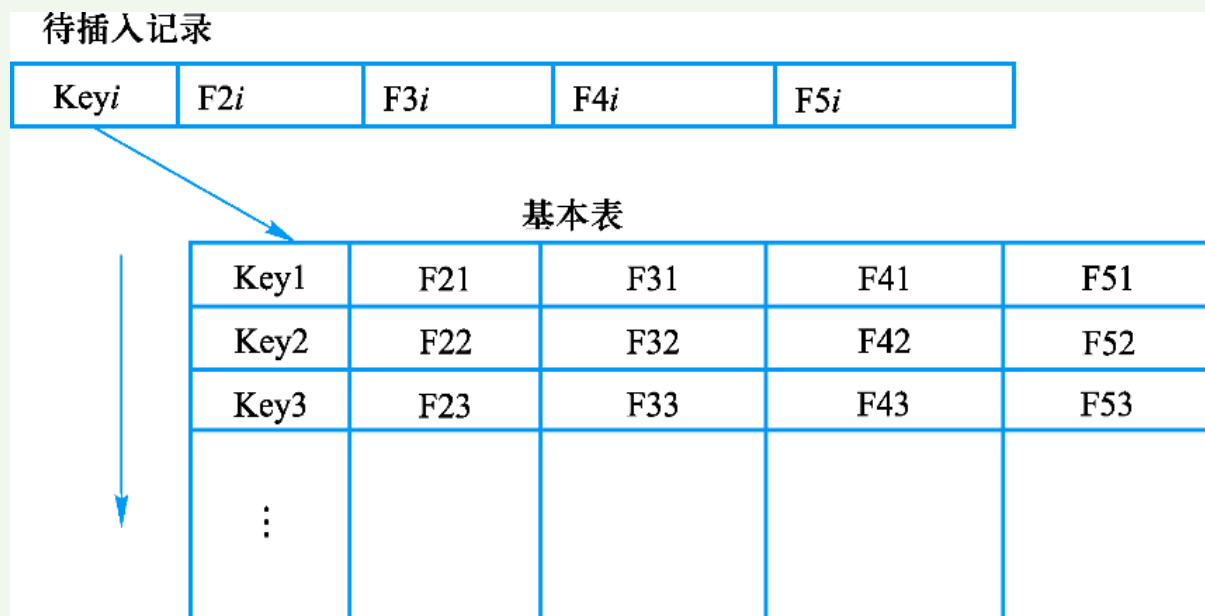 待插入记录
Keyi F2i F3i F4i F5i
基本表
Key1 F21 F31 F41 F51
Key2 F22 F32 F42 F52
Key3 F23 F33 F43 F53
⋮